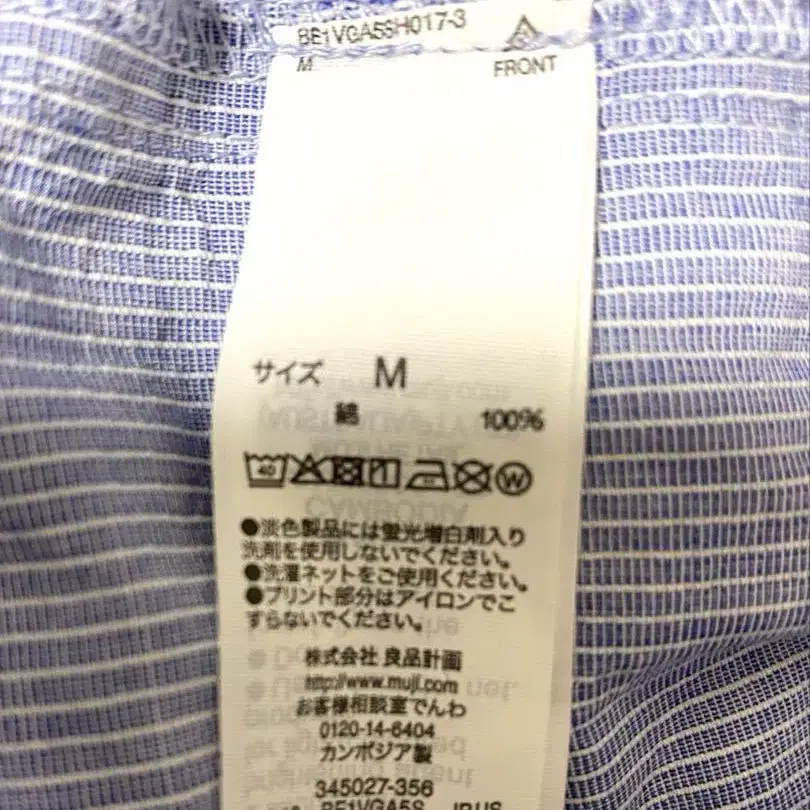 BE1VGA5SH017-3
M FRONT
サイズ M
綿 100%
40
W
●淡色製品には蛍光増白剤入り
洗剤を使用しないでください。
●洗濯ネットをご使用ください。
●プリント部分はアイロンでこ
すらないでください。
株式会社 良品計画
http://www.muji.com
お客様相談室でんわ
0120-14-6404
カンボジア製
345027-356
BE1VGA5S